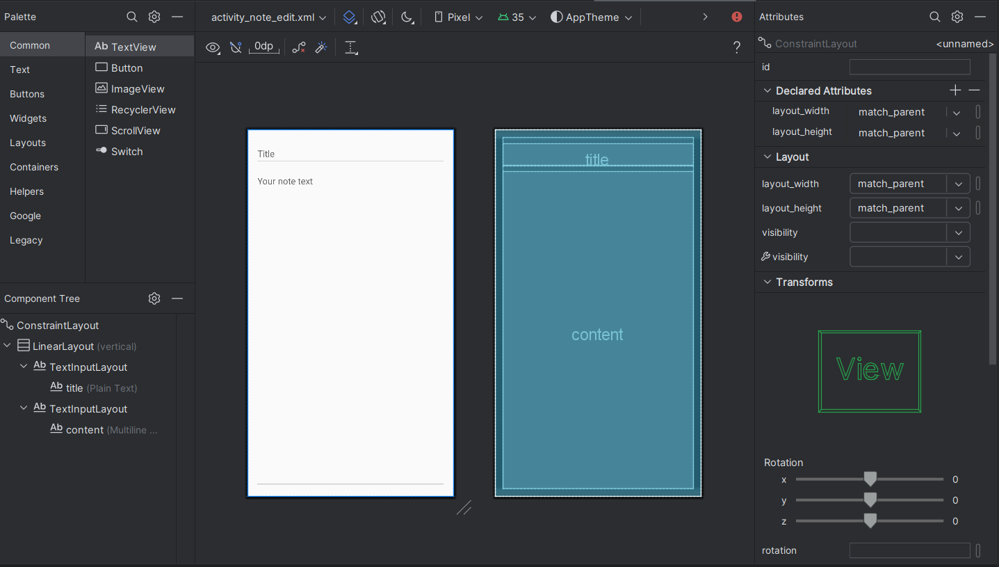 Palette
Common
Text
Buttons
Widgets
Layouts
Containers
Helpers
Google
Legacy
Ab TextView
Button
ImageView
RecyclerView
ScrollView
Switch
Component Tree
ConstraintLayout
LinearLayout (vertical)
Ab TextInputLayout
Ab title (Plain Text)
Ab TextInputLayout
Ab content (Multiline ...
activity_note_edit.xml
Pixel
35
AppTheme
0dp
?
Title
Your note text
title
content
Attributes
ConstraintLayout <unnamed>
id
Declared Attributes
layout_width match_parent
layout_height match_parent
Layout
layout_width match_parent
layout_height match_parent
visibility
visibility
Transforms
View
Rotation
x 0
y 0
z 0
rotation